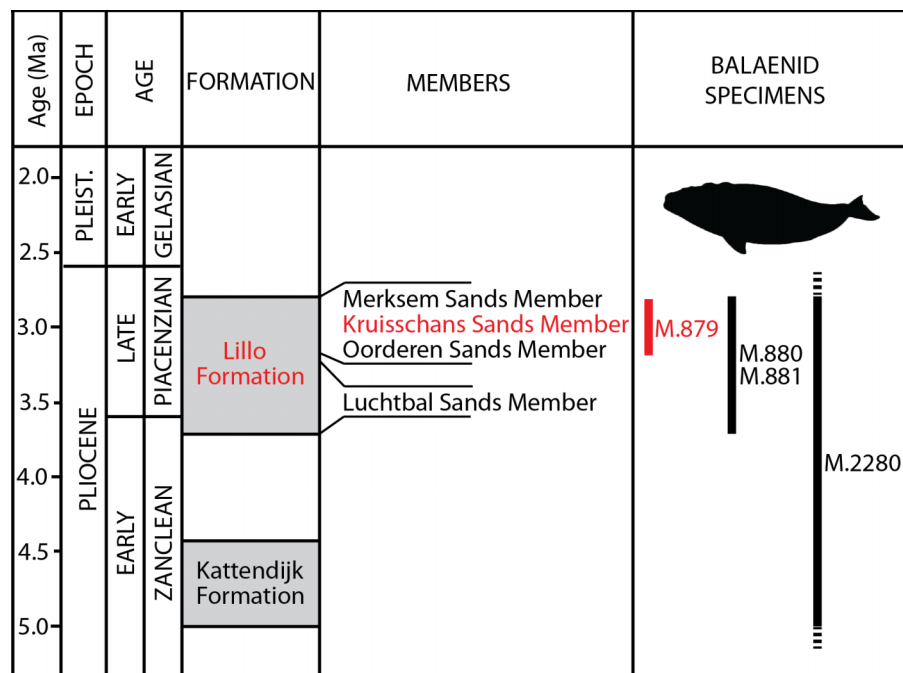 Age (Ma)
EPOCH
AGE
FORMATION
MEMBERS
BALAENID
SPECIMENS
2.0
2.5
3.0
3.5
4.0
4.5
5.0
PLEIST.
PLIOCENE
EARLY
LATE
EARLY
GELASIAN
PIACENZIAN
ZANCLEAN
Lillo
Formation
Kattendijk
Formation
Merksem Sands Member
Kruisschans Sands Member
Oorderen Sands Member
Luchtbal Sands Member
M.879
M.880
M.881
M.2280